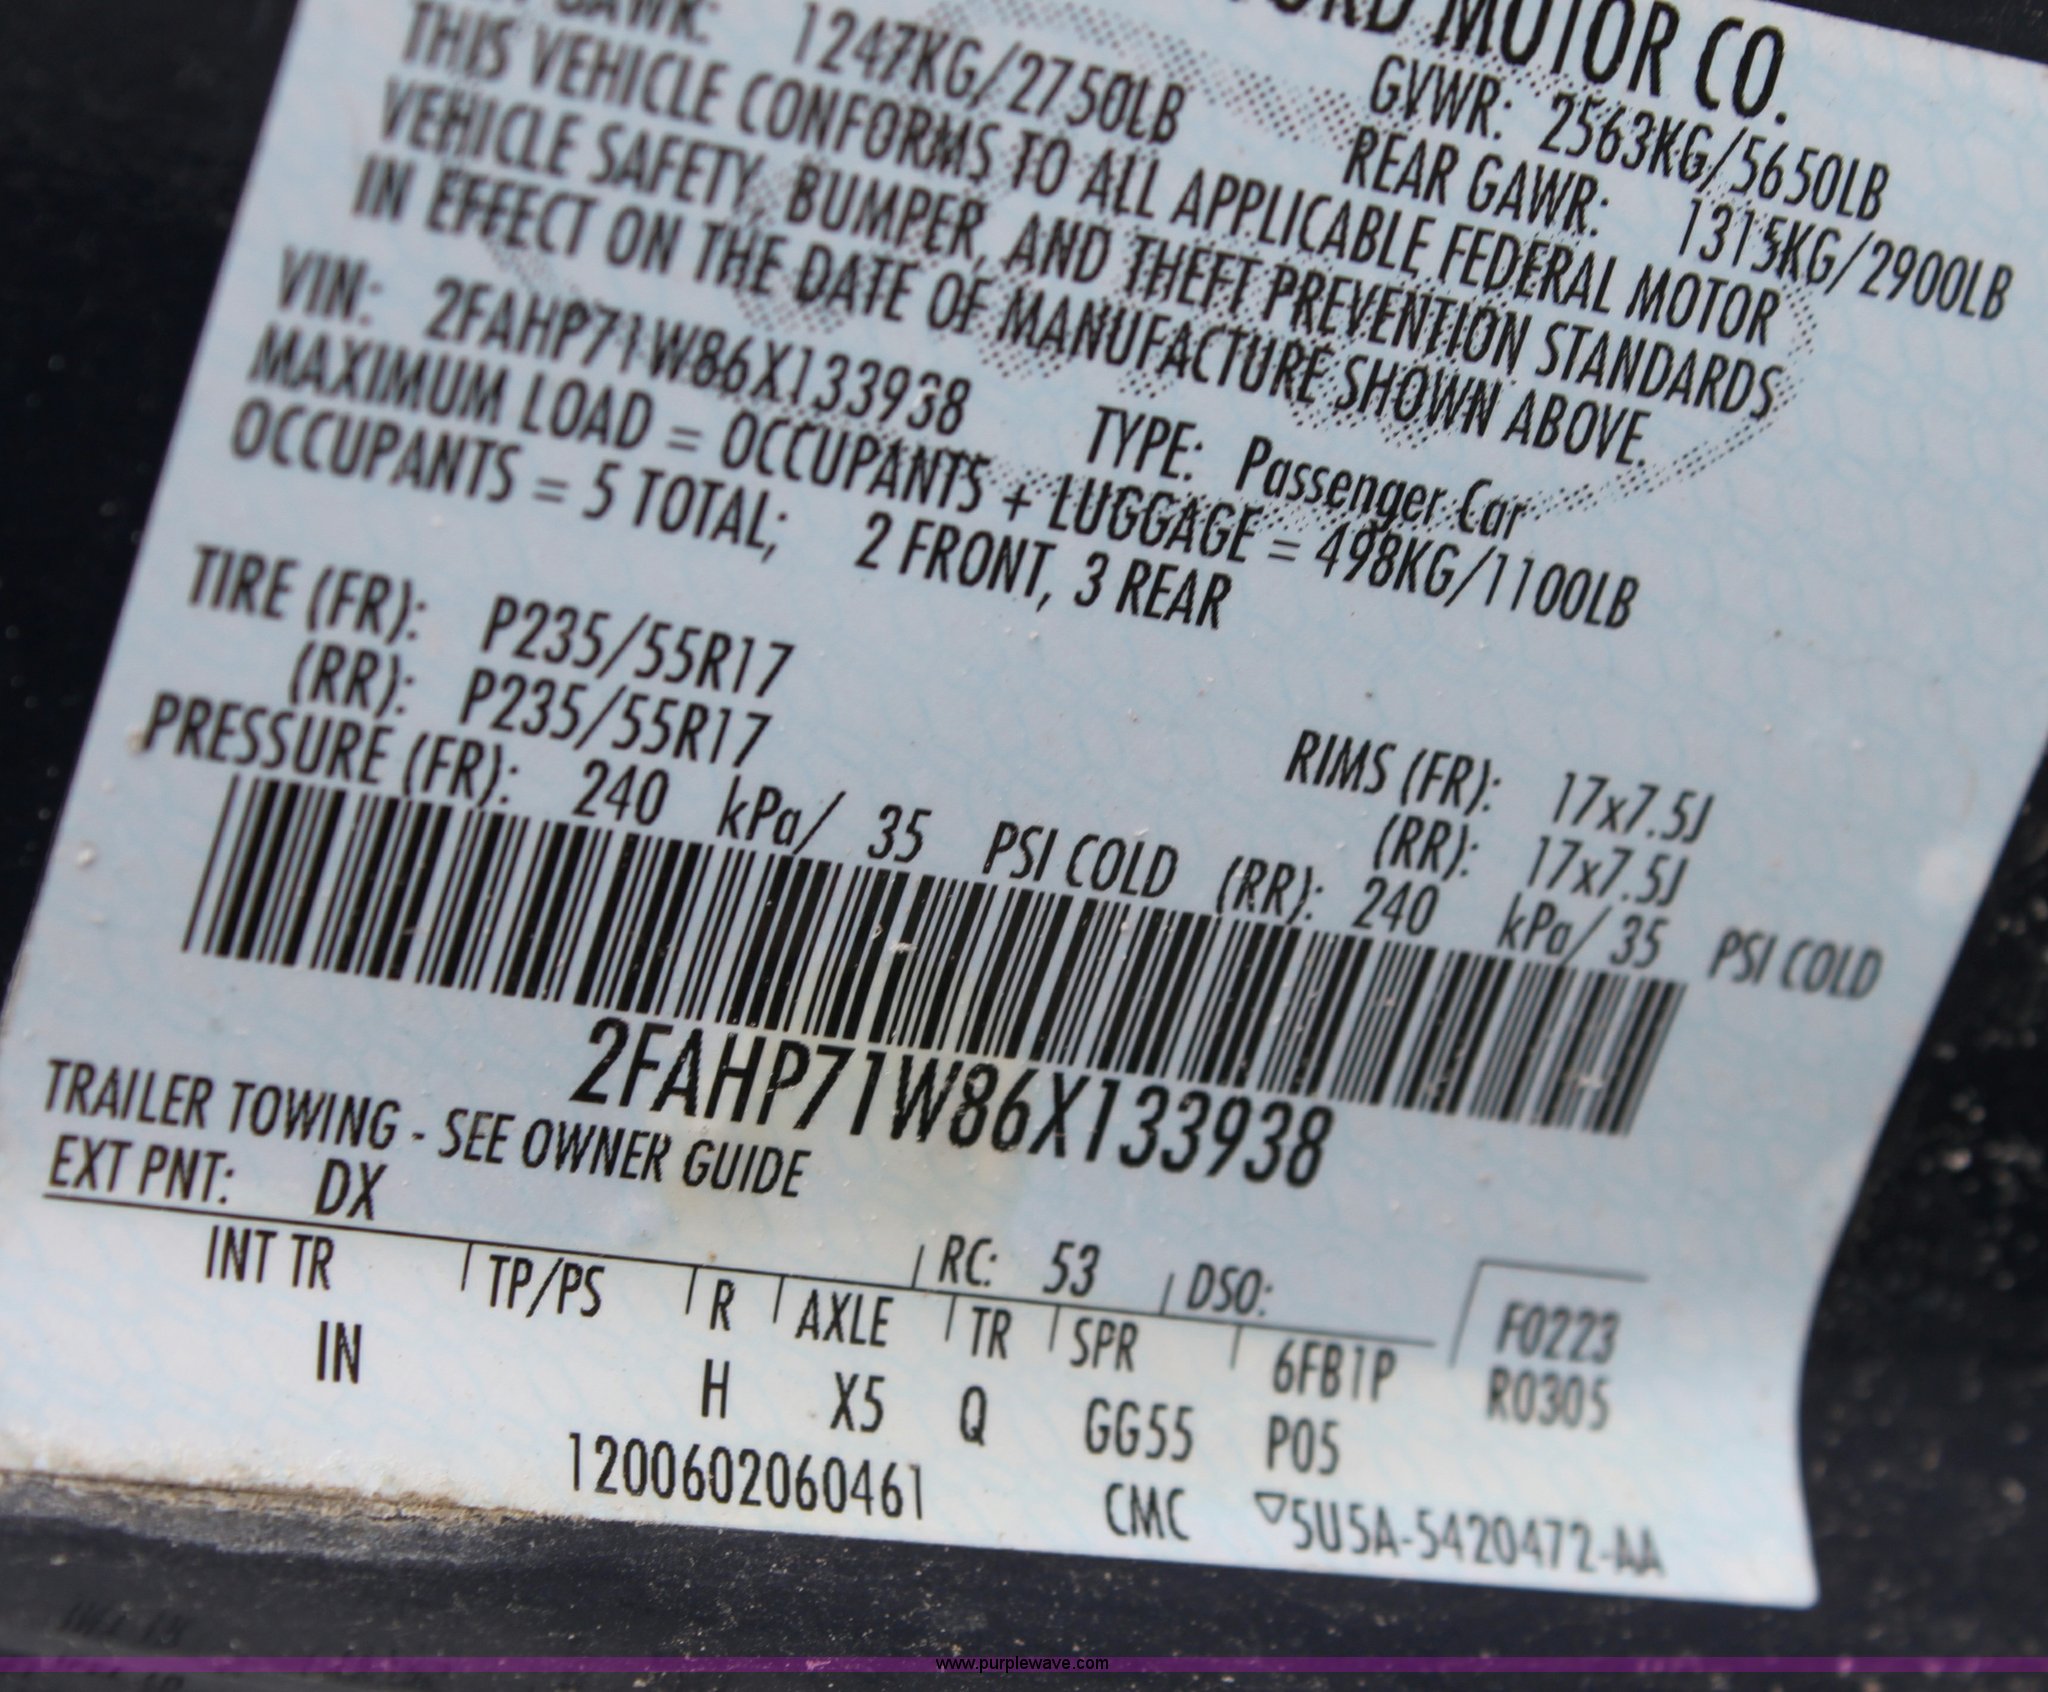 FORD MOTOR CO.
GAWR: 1247KG/2750LB GVWR: 2563KG/5650LB
REAR GAWR: 1315KG/2900LB
THIS VEHICLE CONFORMS TO ALL APPLICABLE FEDERAL MOTOR
VEHICLE SAFETY, BUMPER, AND THEFT PREVENTION STANDARDS
IN EFFECT ON THE DATE OF MANUFACTURE SHOWN ABOVE.
VIN: 2FAHP71W86X133938 TYPE: Passenger Car
MAXIMUM LOAD = OCCUPANTS + LUGGAGE = 498KG/1100LB
OCCUPANTS = 5 TOTAL; 2 FRONT, 3 REAR
TIRE (FR): P235/55R17 RIMS (FR): 17x7.5J
(RR): P235/55R17 (RR): 17x7.5J
PRESSURE (FR): 240 kPa/ 35 PSI COLD (RR): 240 kPa/ 35 PSI COLD
2FAHP71W86X133938
TRAILER TOWING - SEE OWNER GUIDE
EXT PNT: DX RC: 53 DSO: F0223
INT TR TP/PS R AXLE TR SPR 6FB1P R0305
IN H X5 Q GG55 P05
1200602060461 CMC ▽5U5A-5420472-AA
www.purplewave.com